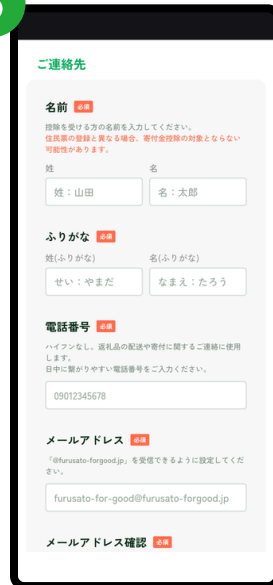 ご連絡先
名前 必須
控除を受ける方の名前を入力してください。
住民票の登録と異なる場合、寄付金控除の対象とならない
可能性があります。
姓 名
姓：山田 名：太郎
ふりがな 必須
姓(ふりがな) 名(ふりがな)
せい：やまだ なまえ：たろう
電話番号 必須
ハイフンなし。返礼品の配送や寄付に関するご連絡に使用
します。
日中に繋がりやすい電話番号をご入力ください。
09012345678
メールアドレス 必須
「@furusato-forgood.jp」を受信できるように設定してくだ
さい。
furusato-for-good@furusato-forgood.jp
メールアドレス確認 必須